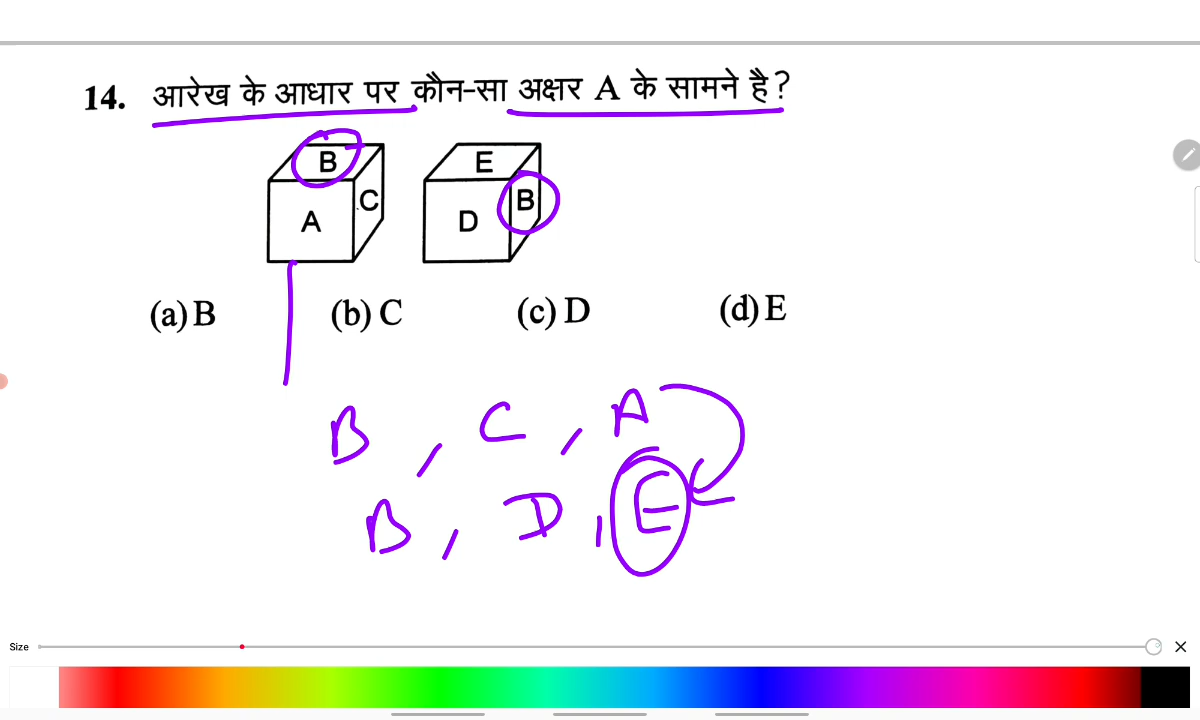 14. आरेख के आधार पर कौन-सा अक्षर A के सामने है?
B
C
A
E
B
D
(a) B (b) C (c) D (d) E
B, C, A
B, D, E
Size